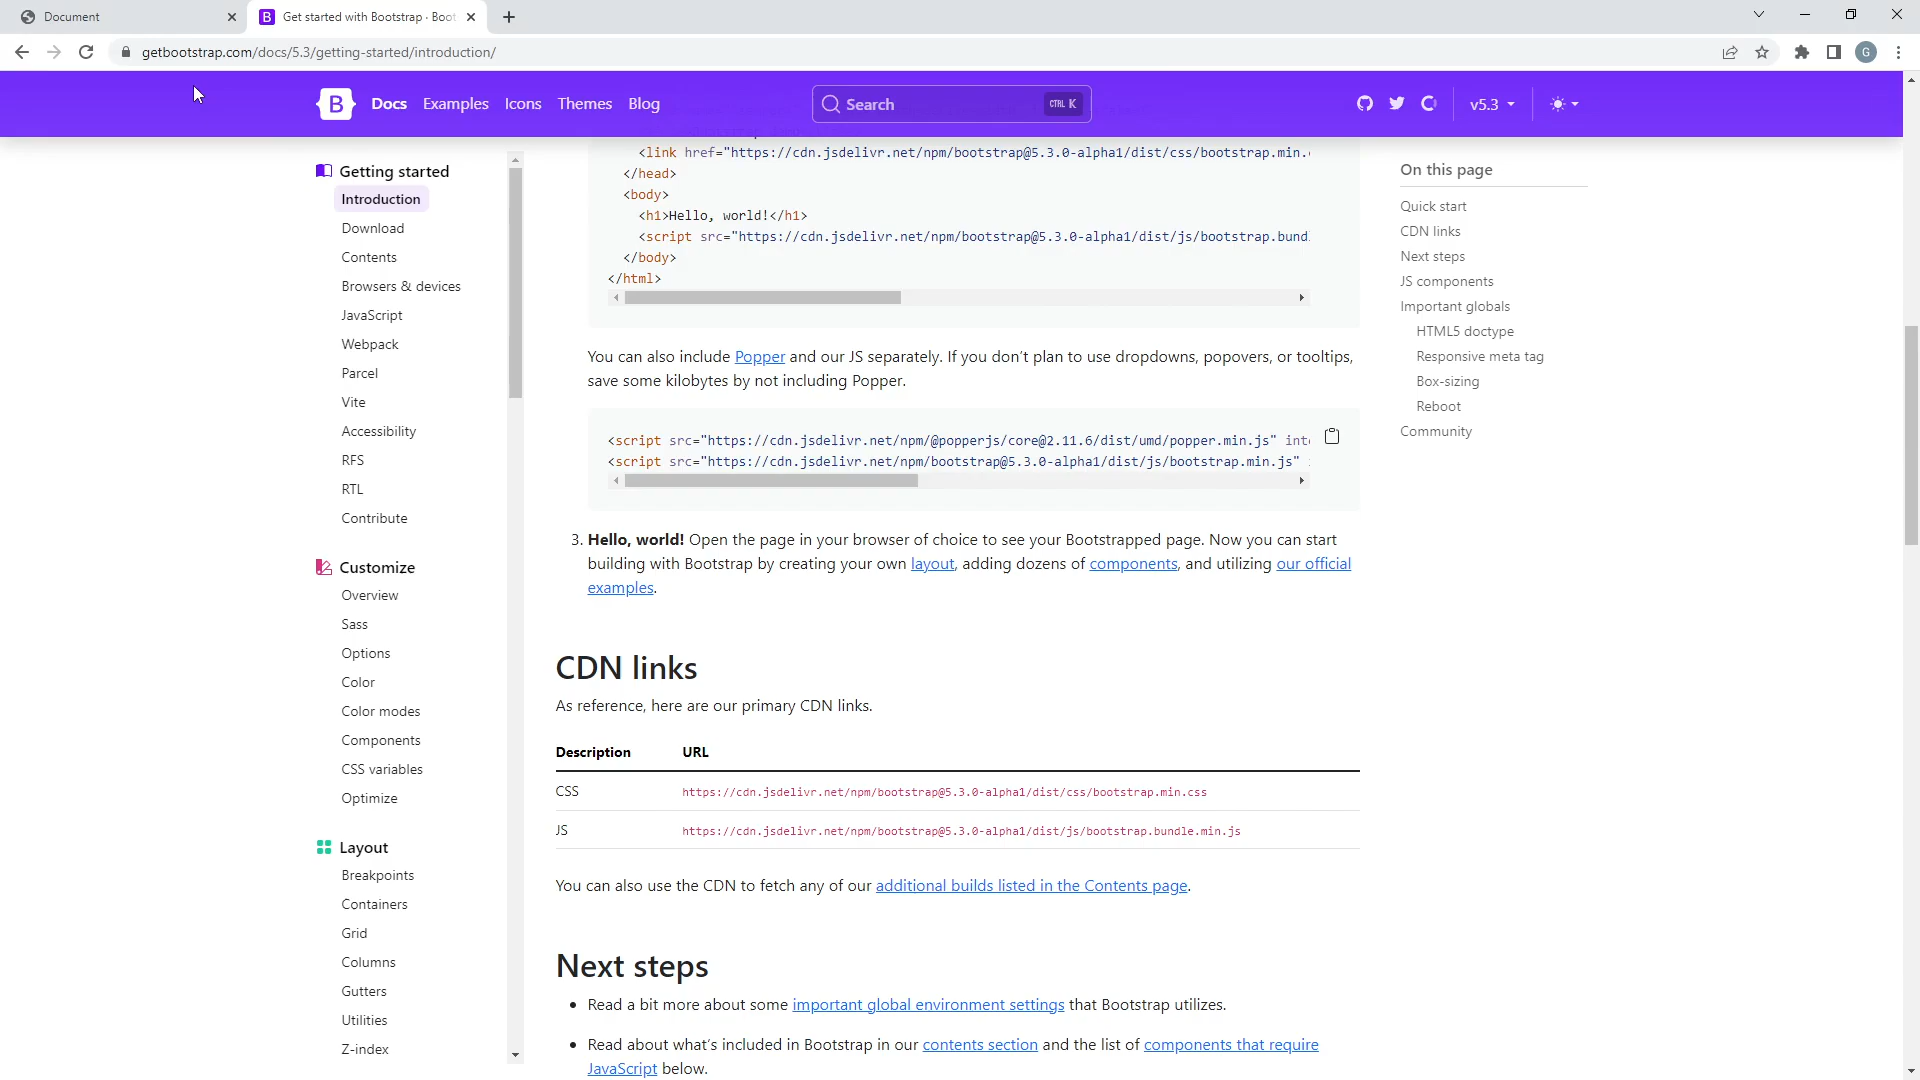 Document
Get started with Bootstrap · Boot
getbootstrap.com/docs/5.3/getting-started/introduction/
G
B Docs Examples Icons Themes Blog
Search CTRL K
v5.3
Getting started
Introduction
Download
Contents
Browsers & devices
JavaScript
Webpack
Parcel
Vite
Accessibility
RFS
RTL
Contribute
Customize
Overview
Sass
Options
Color
Color modes
Components
CSS variables
Optimize
Layout
Breakpoints
Containers
Grid
Columns
Gutters
Utilities
Z-index
<link href="https://cdn.jsdelivr.net/npm/bootstrap@5.3.0-alpha1/dist/css/bootstrap.min.
</head>
<body>
<h1>Hello, world!</h1>
<script src="https://cdn.jsdelivr.net/npm/bootstrap@5.3.0-alpha1/dist/js/bootstrap.bundl
</body>
</html>
You can also include Popper and our JS separately. If you don't plan to use dropdowns, popovers, or tooltips,
save some kilobytes by not including Popper.
<script src="https://cdn.jsdelivr.net/npm/@popperjs/core@2.11.6/dist/umd/popper.min.js" inte
<script src="https://cdn.jsdelivr.net/npm/bootstrap@5.3.0-alpha1/dist/js/bootstrap.min.js"
3. Hello, world! Open the page in your browser of choice to see your Bootstrapped page. Now you can start
building with Bootstrap by creating your own layout, adding dozens of components, and utilizing our official
examples.
CDN links
As reference, here are our primary CDN links.
Description URL
CSS https://cdn.jsdelivr.net/npm/bootstrap@5.3.0-alpha1/dist/css/bootstrap.min.css
JS https://cdn.jsdelivr.net/npm/bootstrap@5.3.0-alpha1/dist/js/bootstrap.bundle.min.js
You can also use the CDN to fetch any of our additional builds listed in the Contents page.
Next steps
• Read a bit more about some important global environment settings that Bootstrap utilizes.
• Read about what's included in Bootstrap in our contents section and the list of components that require
JavaScript below.
On this page
Quick start
CDN links
Next steps
JS components
Important globals
HTML5 doctype
Responsive meta tag
Box-sizing
Reboot
Community